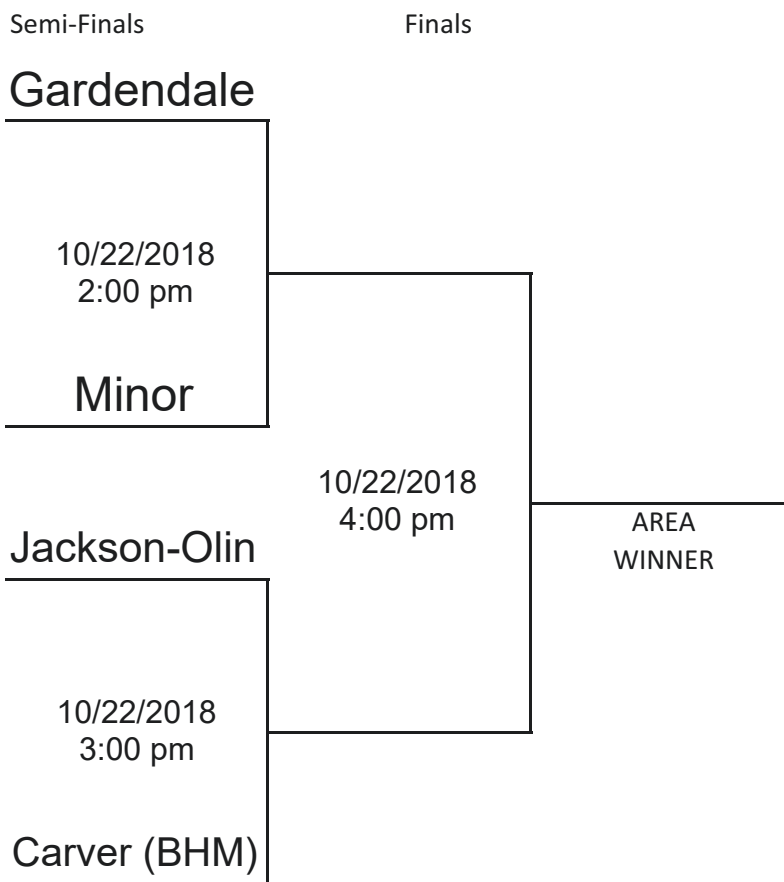 Semi-Finals
Finals
Gardendale
10/22/2018
2:00 pm
Minor
10/22/2018
4:00 pm
AREA
WINNER
Jackson-Olin
10/22/2018
3:00 pm
Carver (BHM)